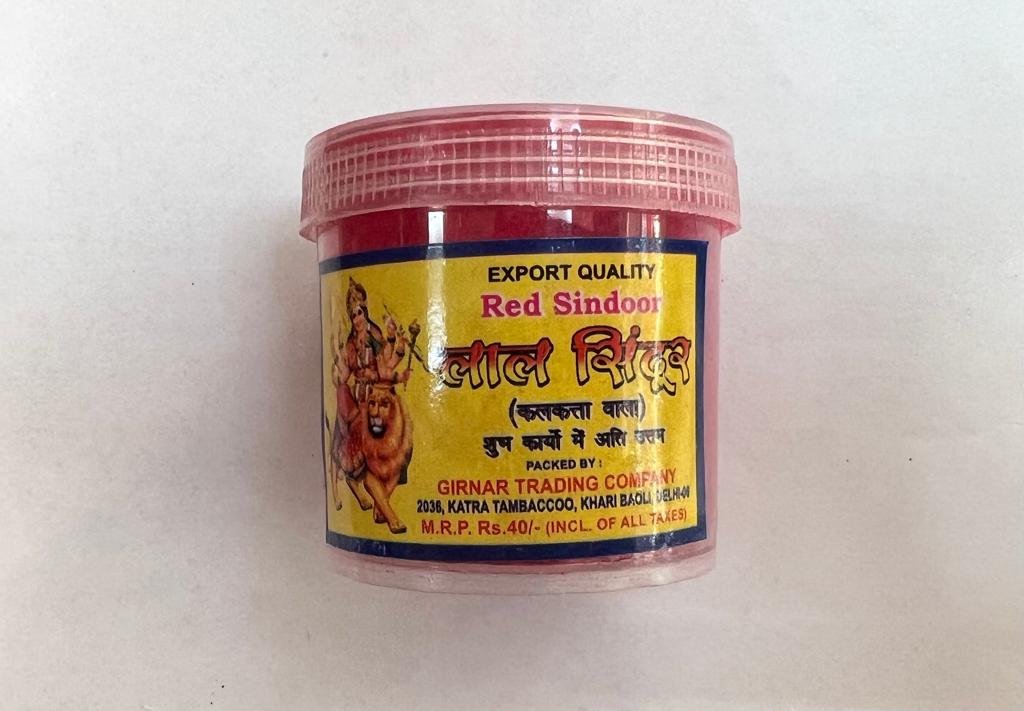 EXPORT QUALITY
Red Sindoor
लाल सिंदूर
(कलकत्ता वाला)
शुभ कार्यो में अति उत्तम
PACKED BY :
GIRNAR TRADING COMPANY
2036, KATRA TAMBACCOO, KHARI BAOLI, DELHI-06
M.R.P. Rs.40/- (INCL. OF ALL TAXES)